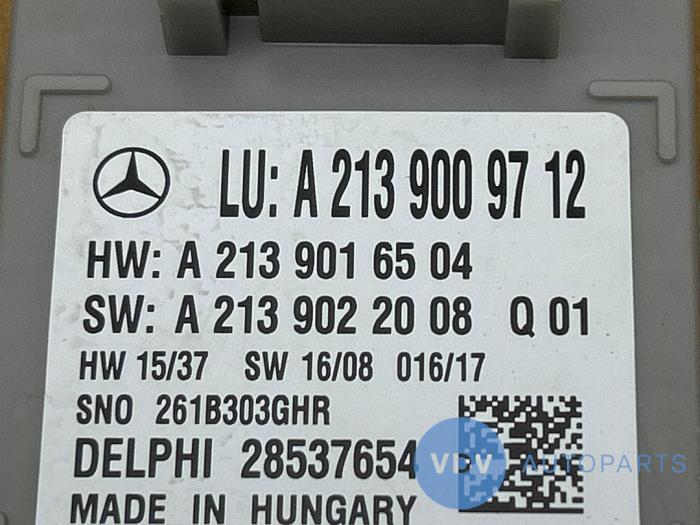 LU: A 213 900 97 12
HW: A 213 901 65 04
SW: A 213 902 20 08 Q 01
HW 15/37 SW 16/08 016/17
SNO 261B303GHR
DELPHI 28537654
VDV AUTOPARTS
MADE IN HUNGARY